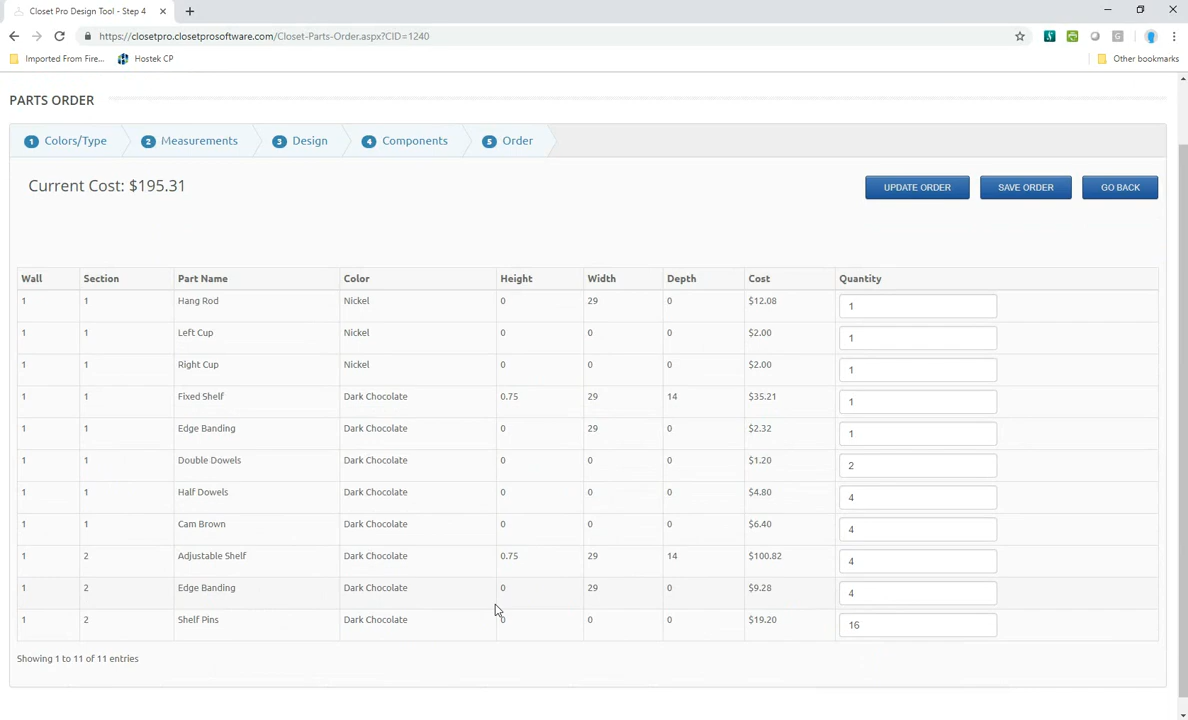 Closet Pro Design Tool - Step 4
https://closetpro.closetprosoftware.com/Closet-Parts-Order.aspx?CID=1240
Imported From Fire... Hostek CP Other bookmarks
PARTS ORDER
1 Colors/Type 2 Measurements 3 Design 4 Components 5 Order
Current Cost: $195.31 UPDATE ORDER SAVE ORDER GO BACK
Wall Section Part Name Color Height Width Depth Cost Quantity
1 1 Hang Rod Nickel 0 29 0 $12.08 1
1 1 Left Cup Nickel 0 0 0 $2.00 1
1 1 Right Cup Nickel 0 0 0 $2.00 1
1 1 Fixed Shelf Dark Chocolate 0.75 29 14 $35.21 1
1 1 Edge Banding Dark Chocolate 0 29 0 $2.32 1
1 1 Double Dowels Dark Chocolate 0 0 0 $1.20 2
1 1 Half Dowels Dark Chocolate 0 0 0 $4.80 4
1 1 Cam Brown Dark Chocolate 0 0 0 $6.40 4
1 2 Adjustable Shelf Dark Chocolate 0.75 29 14 $100.82 4
1 2 Edge Banding Dark Chocolate 0 29 0 $9.28 4
1 2 Shelf Pins Dark Chocolate 0 0 0 $19.20 16
Showing 1 to 11 of 11 entries